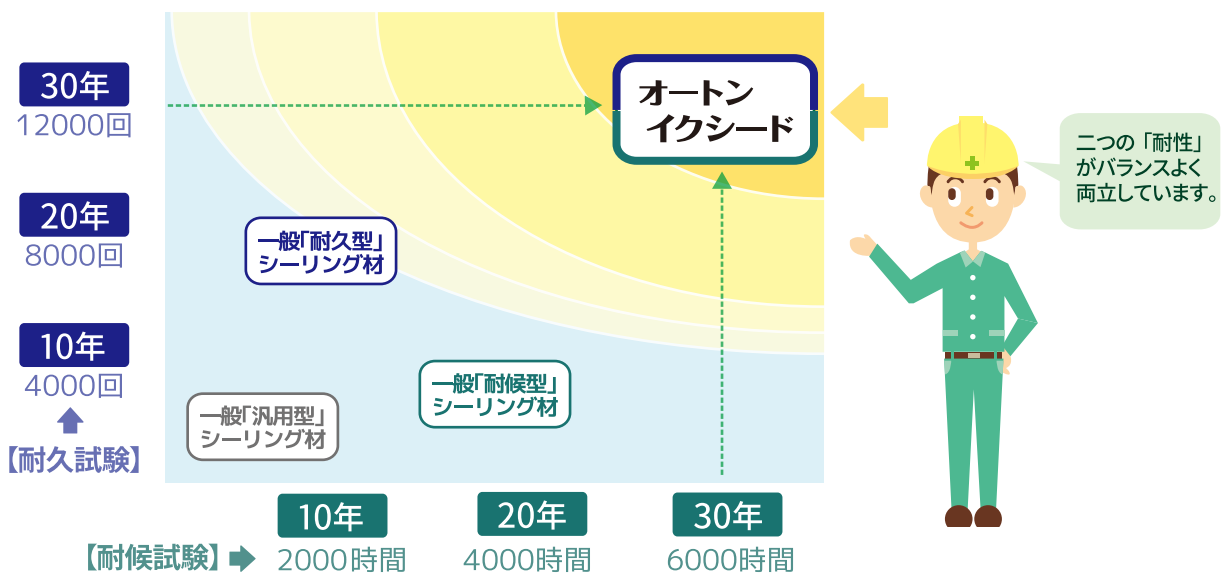 30年
12000回
20年
8000回
10年
4000回
【耐久試験】
オートン
イクシード
一般「耐久型」
シーリング材
一般「耐候型」
シーリング材
一般「汎用型」
シーリング材
【耐候試験】
10年
2000時間
20年
4000時間
30年
6000時間
二つの「耐性」
がバランスよく
両立しています。